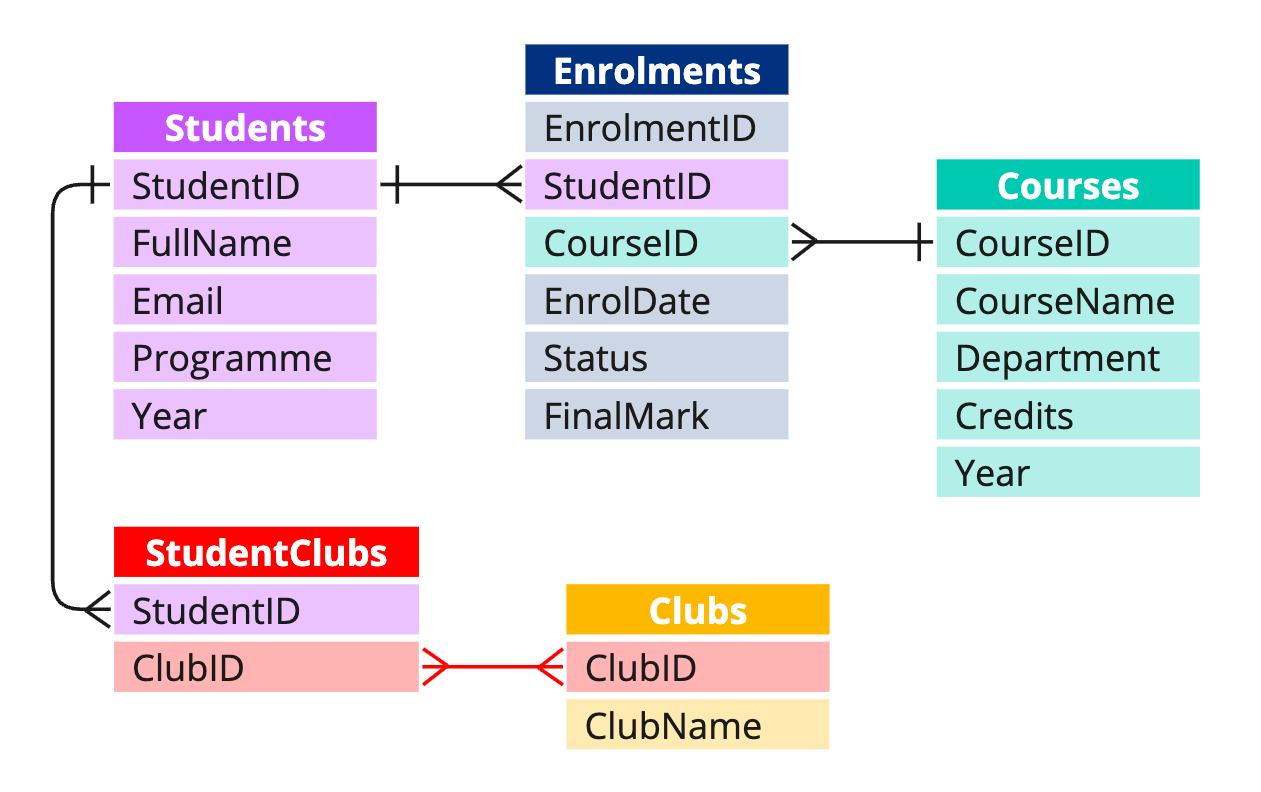 Students
StudentID
FullName
Email
Programme
Year
Enrolments
EnrolmentID
StudentID
CourseID
EnrolDate
Status
FinalMark
Courses
CourseID
CourseName
Department
Credits
Year
StudentClubs
StudentID
ClubID
Clubs
ClubID
ClubName